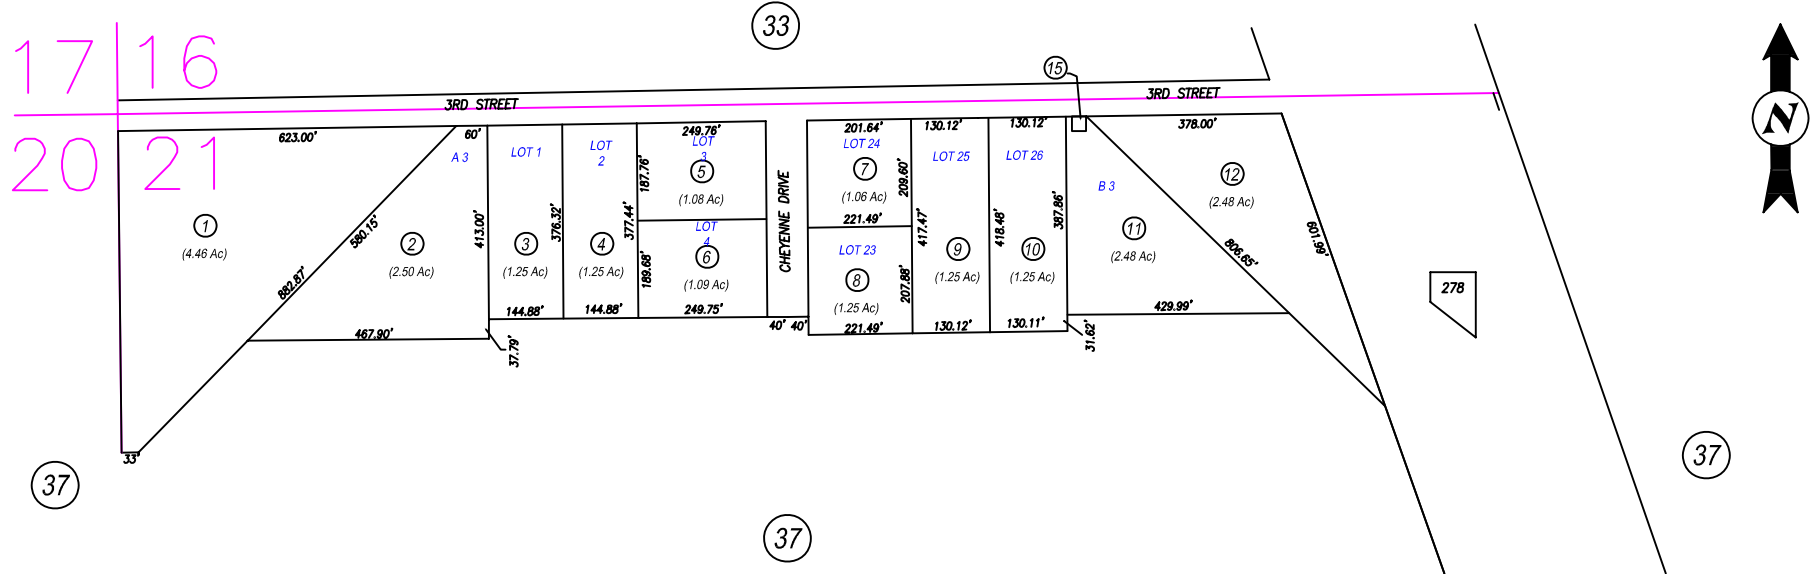 33
17 16
15
3RD STREET
3RD STREET
20 21
623.00'
60'
249.76'
201.64'
130.12'
130.12'
378.00'
A 3
LOT 1
LOT
2
LOT
3
LOT 24
LOT 25
LOT 26
B 3
187.76'
5
(1.08 Ac)
7
(1.06 Ac)
209.60'
12
(2.48 Ac)
1
(4.46 Ac)
580.15'
882.87'
2
(2.50 Ac)
413.00'
3
(1.25 Ac)
376.32'
4
(1.25 Ac)
377.44'
LOT
4
6
(1.09 Ac)
189.68'
CHEYENNE DRIVE
221.49'
LOT 23
8
(1.25 Ac)
207.88'
417.47'
9
(1.25 Ac)
418.48'
10
(1.25 Ac)
387.86'
11
(2.48 Ac)
806.65'
601.99'
278
N
467.90'
144.88'
144.88'
249.75'
40' 40'
221.49'
130.12'
130.11'
429.99'
37.79'
31.62'
33'
37
37
37